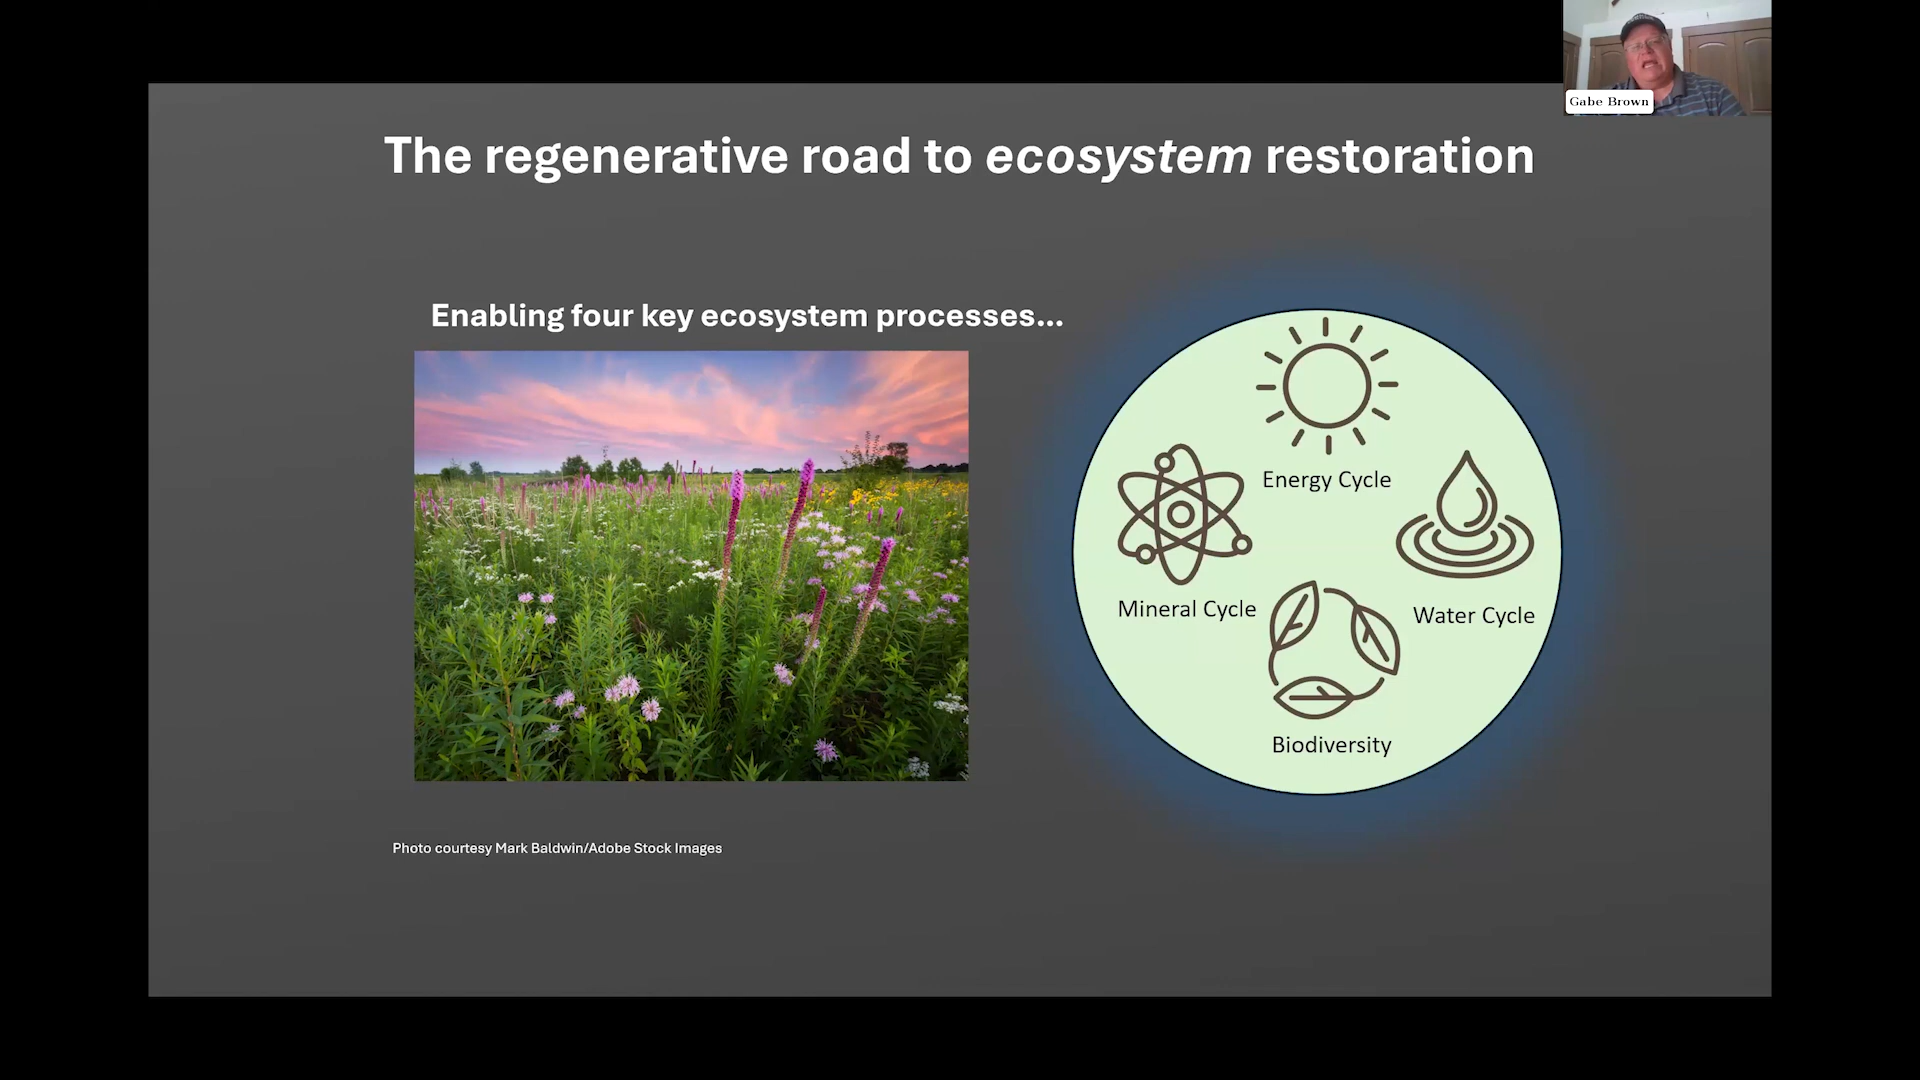 Gabe Brown
The regenerative road to ecosystem restoration
Enabling four key ecosystem processes...
Energy Cycle
Mineral Cycle
Water Cycle
Biodiversity
Photo courtesy Mark Baldwin/Adobe Stock Images